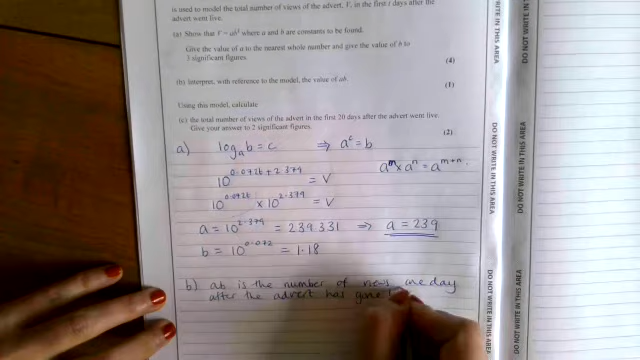 is used to model the total number of views of the advert, V, in the first t days after the
advert went live.
(a) Show that V = ab^t where a and b are constants to be found.
Give the value of a to the nearest whole number and give the value of b to
3 significant figures.
(4)
(b) Interpret, with reference to the model, the value of ab.
(1)
Using this model, calculate
(c) the total number of views of the advert in the first 20 days after the advert went live.
Give your answer to 2 significant figures.
(2)
a) log_a b = c ⇒ a^c = b
a^m × a^n = a^(m+n).
10^(0.072t + 2.379) = V
10^(0.072t) × 10^(2.379) = V
a = 10^(2.379) = 239.331 ⇒ a = 239
b = 10^(0.072) = 1.18
b) ab is the number of views one day
after the advert has gone
DO NOT WRITE IN THIS AREA
DO NOT WRITE IN THIS AREA
DO NOT WRITE IN THIS AREA
DO NOT WRITE IN THIS AREA